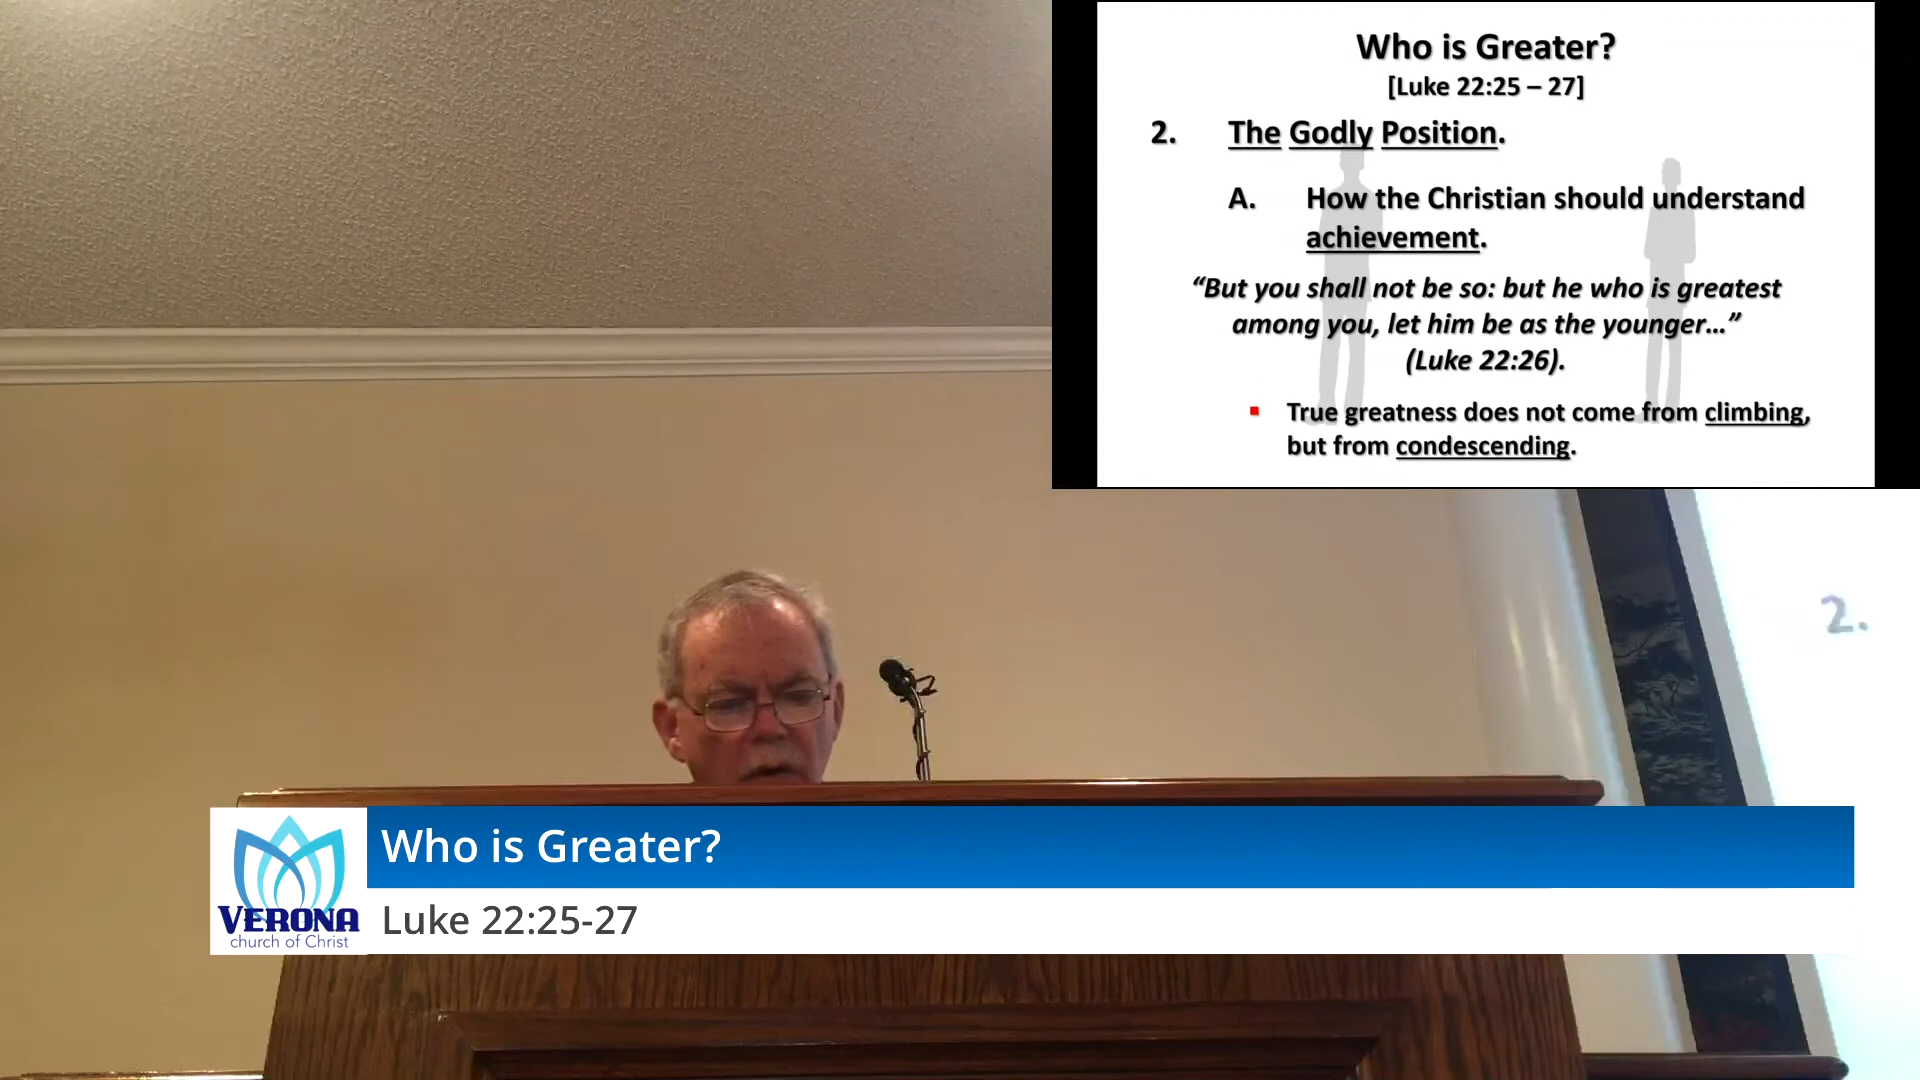 Who is Greater?
[Luke 22:25 – 27]
2. The Godly Position.
A. How the Christian should understand
achievement.
“But you shall not be so: but he who is greatest
among you, let him be as the younger…”
(Luke 22:26).
▪ True greatness does not come from climbing,
but from condescending.
2.
Who is Greater?
Luke 22:25-27
VERONA
church of Christ